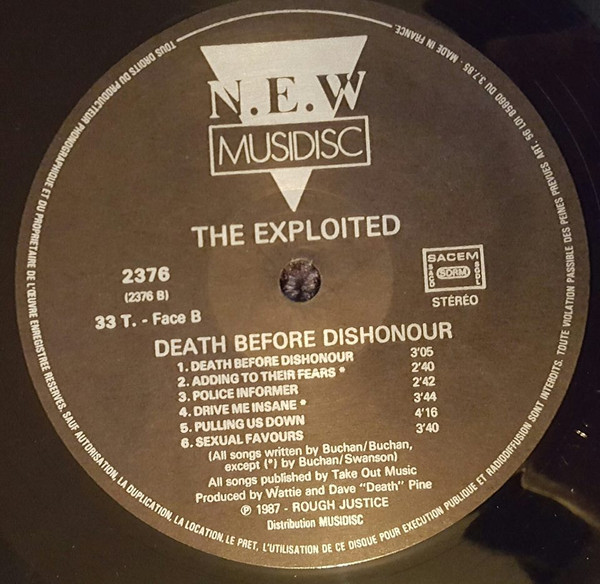 TOUS DROITS DU PRODUCTEUR PHONOGRAPHIQUE ET DU PROPRIETAIRE DE L'ŒUVRE ENREGISTREE RESERVES. SAUF AUTORISATION, LA DUPLICATION, LA LOCATION, LE PRET, L'UTILISATION DE CE DISQUE POUR EXECUTION PUBLIQUE ET RADIODIFFUSION SONT INTERDITS. TOUTE VIOLATION PASSIBLE DES PEINES PREVUES ART. 56 LOI 85660 DU 3.7.85 - MADE IN FRANCE.
N.E.W
MUSIDISC
THE EXPLOITED
2376
(2376 B)
33 T. - Face B
SACEM
SACD SDRM SGDL
STÉRÉO
DEATH BEFORE DISHONOUR
1. DEATH BEFORE DISHONOUR 3'05
2. ADDING TO THEIR FEARS * 2'40
3. POLICE INFORMER 2'42
4. DRIVE ME INSANE * 3'44
5. PULLING US DOWN 4'16
6. SEXUAL FAVOURS 3'40
(All songs written by Buchan/Buchan,
except (*) by Buchan/Swanson)
All songs published by Take Out Music
Produced by Wattie and Dave "Death" Pine
℗ 1987 - ROUGH JUSTICE
Distribution MUSIDISC